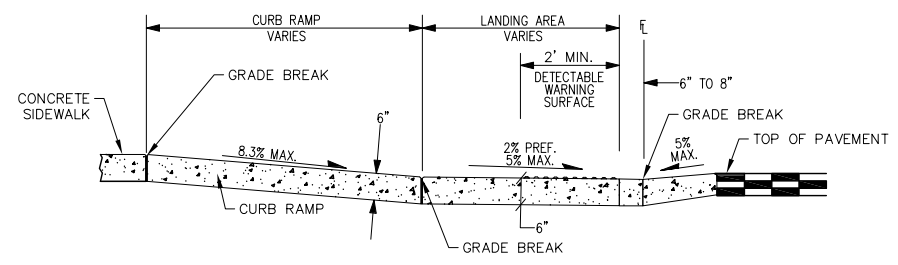 CURB RAMP
VARIES
LANDING AREA
VARIES
FL
2' MIN.
DETECTABLE
WARNING
SURFACE
6" TO 8"
GRADE BREAK
CONCRETE
SIDEWALK
6"
GRADE BREAK
TOP OF PAVEMENT
8.3% MAX.
2% PREF.
5% MAX.
5%
MAX.
CURB RAMP
6"
GRADE BREAK